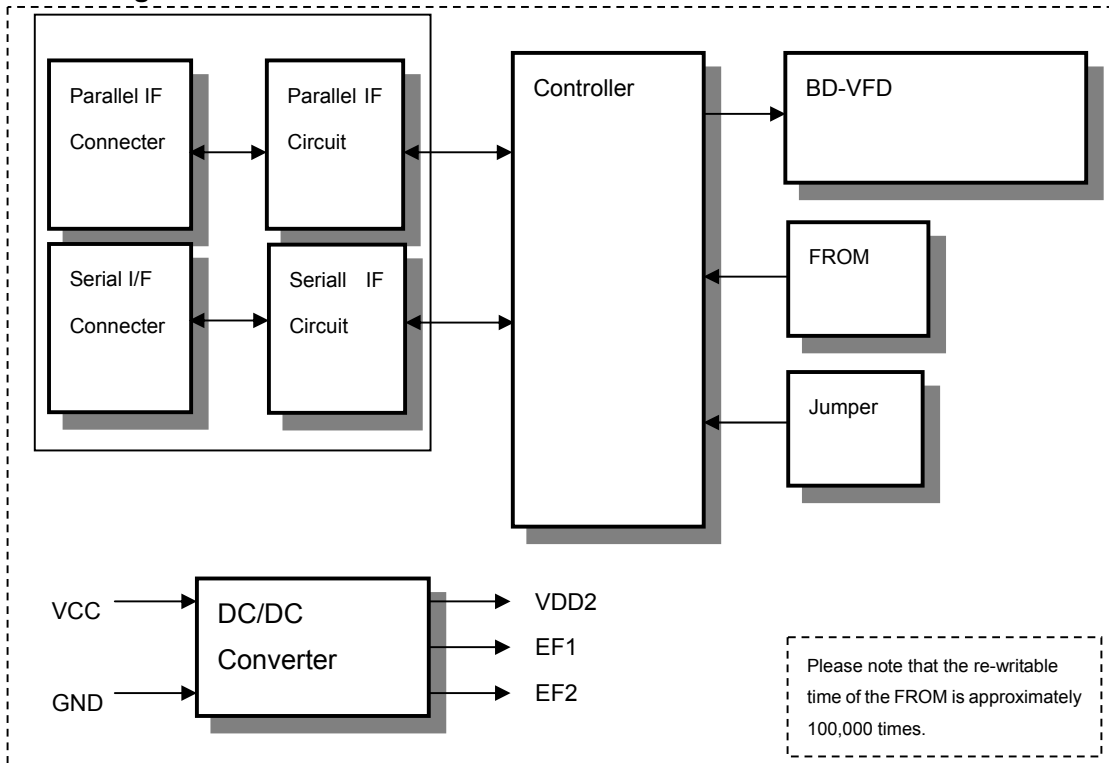 Parallel IF
Connecter
Parallel IF
Circuit
Controller
BD-VFD
Serial I/F
Connecter
Seriall IF
Circuit
FROM
Jumper
VCC
GND
DC/DC
Converter
VDD2
EF1
EF2
Please note that the re-writable
time of the FROM is approximately
100,000 times.